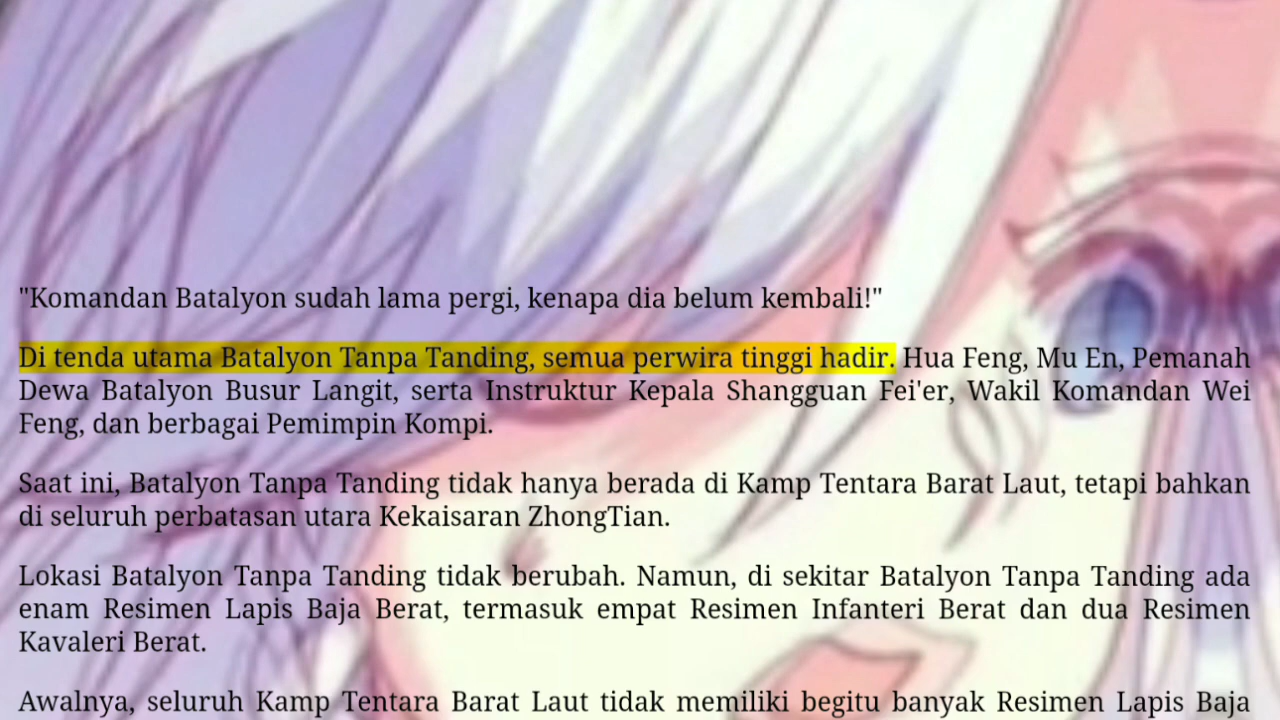 "Komandan Batalyon sudah lama pergi, kenapa dia belum kembali!"
Di tenda utama Batalyon Tanpa Tanding, semua perwira tinggi hadir. Hua Feng, Mu En, Pemanah
Dewa Batalyon Busur Langit, serta Instruktur Kepala Shangguan Fei'er, Wakil Komandan Wei
Feng, dan berbagai Pemimpin Kompi.
Saat ini, Batalyon Tanpa Tanding tidak hanya berada di Kamp Tentara Barat Laut, tetapi bahkan
di seluruh perbatasan utara Kekaisaran ZhongTian.
Lokasi Batalyon Tanpa Tanding tidak berubah. Namun, di sekitar Batalyon Tanpa Tanding ada
enam Resimen Lapis Baja Berat, termasuk empat Resimen Infanteri Berat dan dua Resimen
Kavaleri Berat.
Awalnya, seluruh Kamp Tentara Barat Laut tidak memiliki begitu banyak Resimen Lapis Baja